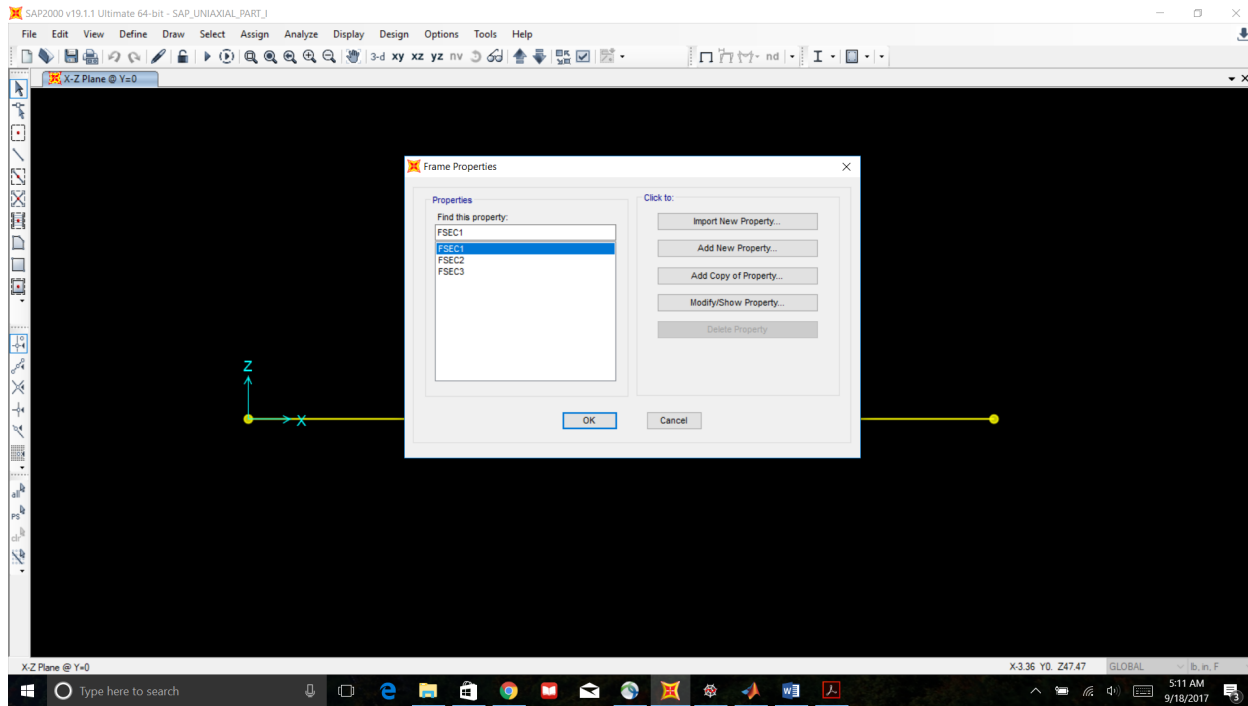 SAP2000 v19.1.1 Ultimate 64-bit - SAP_UNIAXIAL_PART_I
File Edit View Define Draw Select Assign Analyze Display Design Options Tools Help
3-d xy xz yz nv nd
X-Z Plane @ Y=0
Frame Properties
Properties
Find this property:
FSEC1
FSEC1
FSEC2
FSEC3
Click to:
Import New Property...
Add New Property...
Add Copy of Property...
Modify/Show Property...
Delete Property
OK Cancel
Z
X
all
PS
clr
X-Z Plane @ Y=0 X-3.36 Y0. Z47.47 GLOBAL lb, in, F
Type here to search
5:11 AM
9/18/2017
3